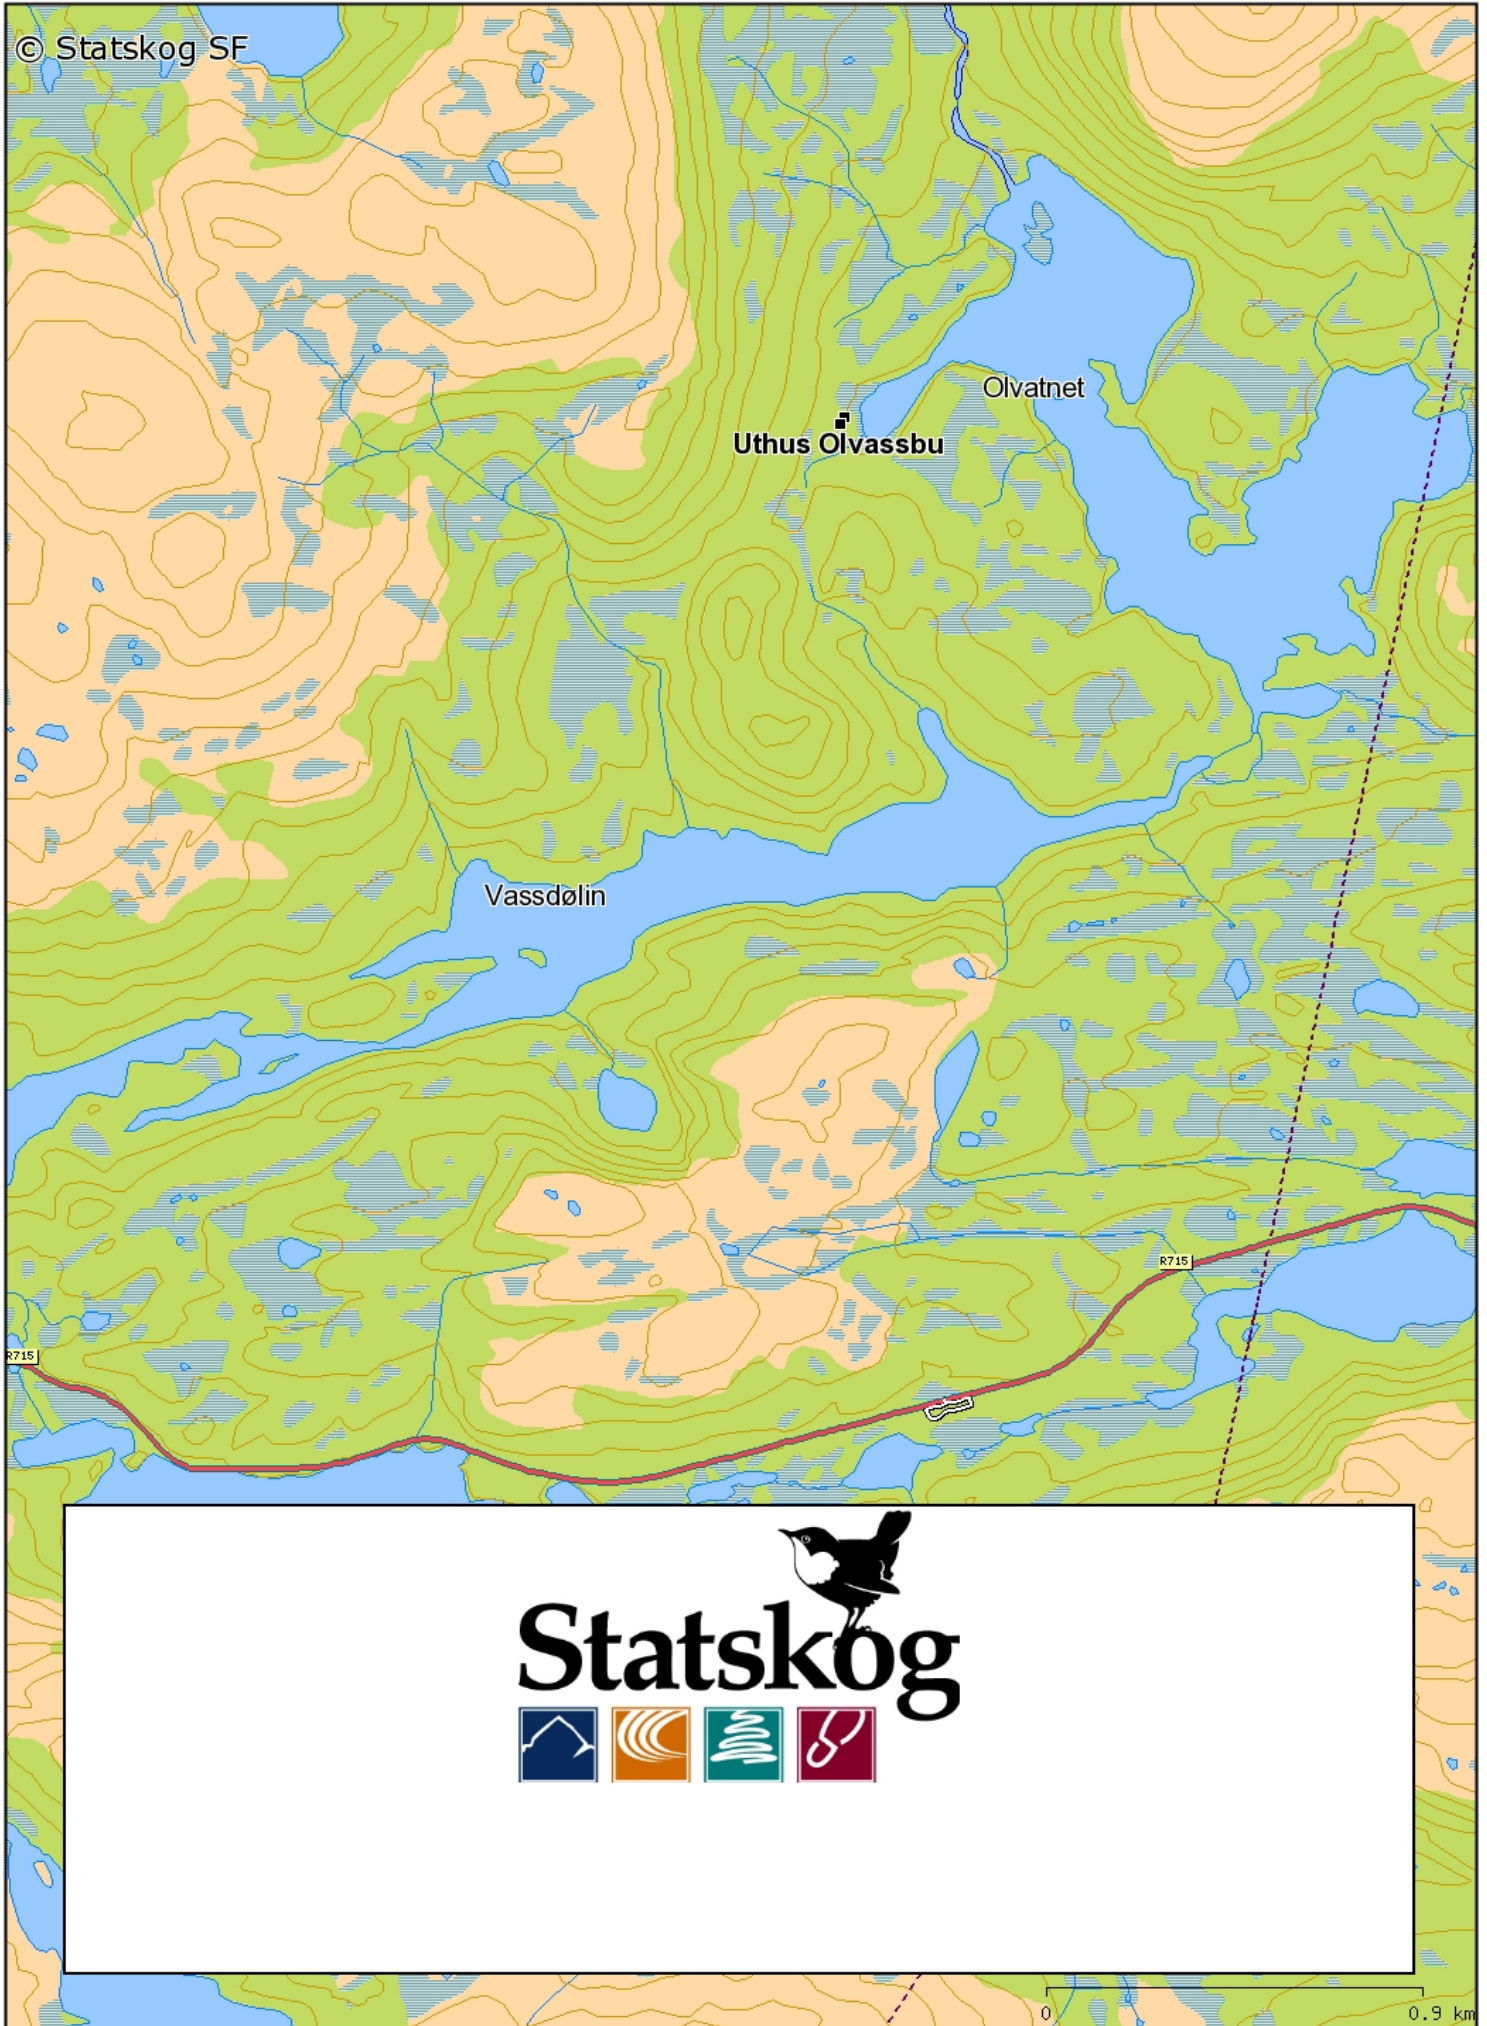 © Statskog SF
Olvatnet
Uthus Olvassbu
Vassdølin
R715
R715
Statskog
0 0.9 km